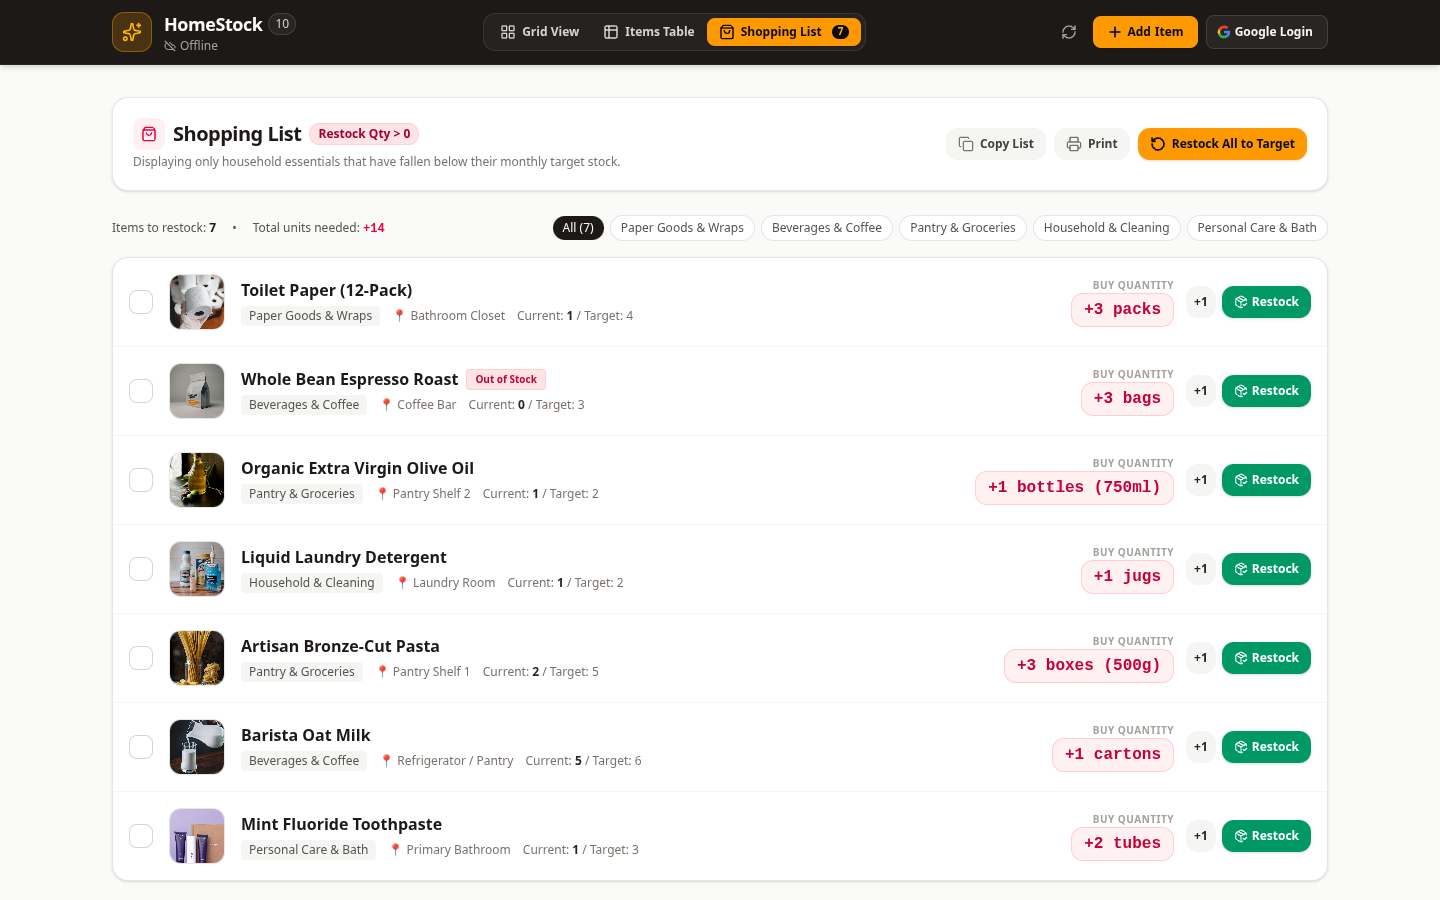 HomeStock 10
Offline
Grid View
Items Table
Shopping List 7
Add Item
Google Login
Shopping List Restock Qty > 0
Displaying only household essentials that have fallen below their monthly target stock.
Copy List
Print
Restock All to Target
Items to restock: 7 • Total units needed: +14
All (7)
Paper Goods & Wraps
Beverages & Coffee
Pantry & Groceries
Household & Cleaning
Personal Care & Bath
Toilet Paper (12-Pack)
Paper Goods & Wraps 📍 Bathroom Closet Current: 1 / Target: 4
BUY QUANTITY
+3 packs
+1
Restock
Whole Bean Espresso Roast Out of Stock
Beverages & Coffee 📍 Coffee Bar Current: 0 / Target: 3
BUY QUANTITY
+3 bags
+1
Restock
Organic Extra Virgin Olive Oil
Pantry & Groceries 📍 Pantry Shelf 2 Current: 1 / Target: 2
BUY QUANTITY
+1 bottles (750ml)
+1
Restock
Liquid Laundry Detergent
Household & Cleaning 📍 Laundry Room Current: 1 / Target: 2
BUY QUANTITY
+1 jugs
+1
Restock
Artisan Bronze-Cut Pasta
Pantry & Groceries 📍 Pantry Shelf 1 Current: 2 / Target: 5
BUY QUANTITY
+3 boxes (500g)
+1
Restock
Barista Oat Milk
Beverages & Coffee 📍 Refrigerator / Pantry Current: 5 / Target: 6
BUY QUANTITY
+1 cartons
+1
Restock
Mint Fluoride Toothpaste
Personal Care & Bath 📍 Primary Bathroom Current: 1 / Target: 3
BUY QUANTITY
+2 tubes
+1
Restock